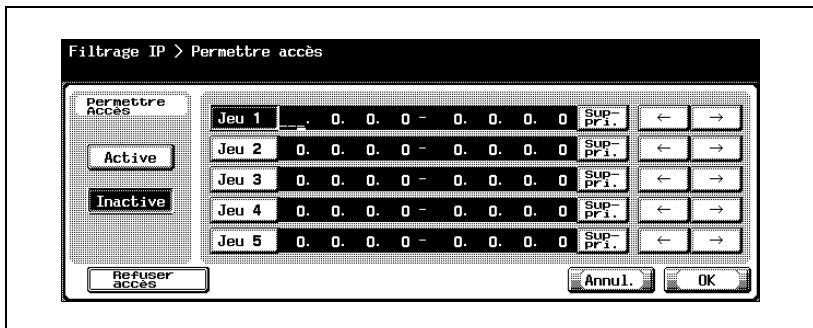 Filtrage IP > Permettre accès
Permettre
Accès
Active
Inactive
Jeu 1 ___. 0. 0. 0 - 0. 0. 0. 0 Sup-
pri. ← →
Jeu 2 0. 0. 0. 0 - 0. 0. 0. 0 Sup-
pri. ← →
Jeu 3 0. 0. 0. 0 - 0. 0. 0. 0 Sup-
pri. ← →
Jeu 4 0. 0. 0. 0 - 0. 0. 0. 0 Sup-
pri. ← →
Jeu 5 0. 0. 0. 0 - 0. 0. 0. 0 Sup-
pri. ← →
Refuser
accès
Annul. OK